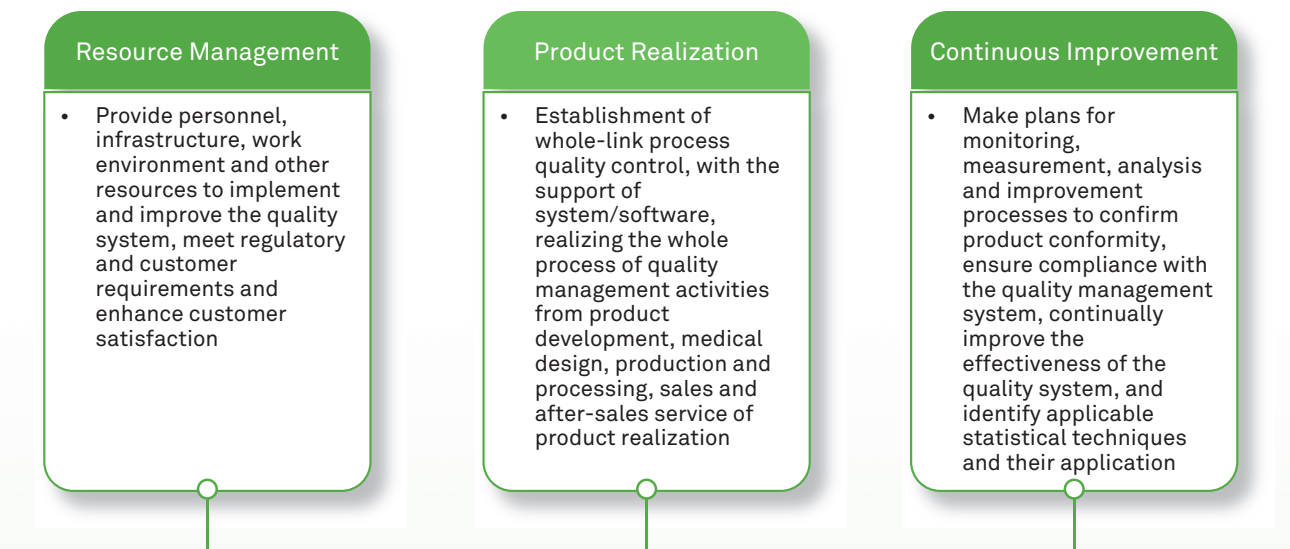 Resource Management
• Provide personnel,
infrastructure, work
environment and other
resources to implement
and improve the quality
system, meet regulatory
and customer
requirements and
enhance customer
satisfaction
Product Realization
• Establishment of
whole-link process
quality control, with the
support of
system/software,
realizing the whole
process of quality
management activities
from product
development, medical
design, production and
processing, sales and
after-sales service of
product realization
Continuous Improvement
• Make plans for
monitoring,
measurement, analysis
and improvement
processes to confirm
product conformity,
ensure compliance with
the quality management
system, continually
improve the
effectiveness of the
quality system, and
identify applicable
statistical techniques
and their application